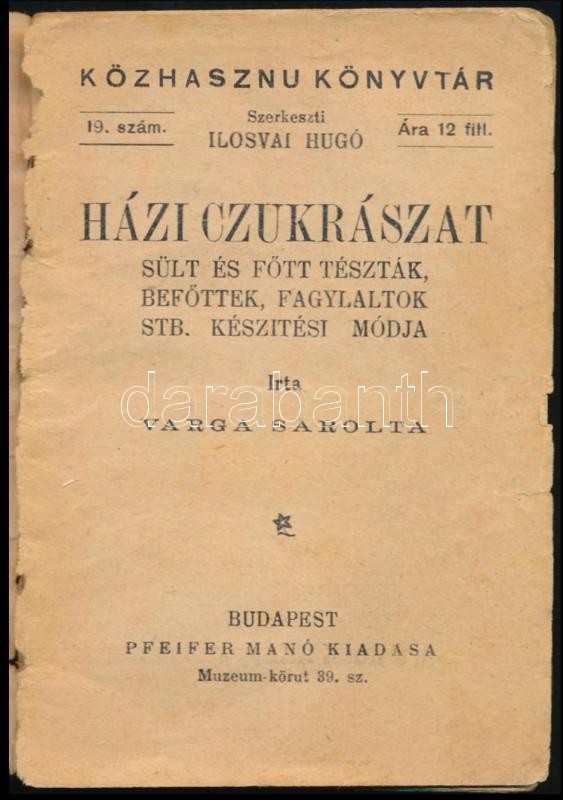 KÖZHASZNU KÖNYVTÁR
19. szám.
Szerkeszti
ILOSVAI HUGÓ
Ára 12 fill.
HÁZI CZUKRÁSZAT
SÜLT ÉS FŐTT TÉSZTÁK,
BEFŐTTEK, FAGYLALTOK
STB. KÉSZITÉSI MÓDJA
Irta
darabanth
VARGA SAROLTA
BUDAPEST
PFEIFER MANÓ KIADASA
Muzeum-körut 39. sz.